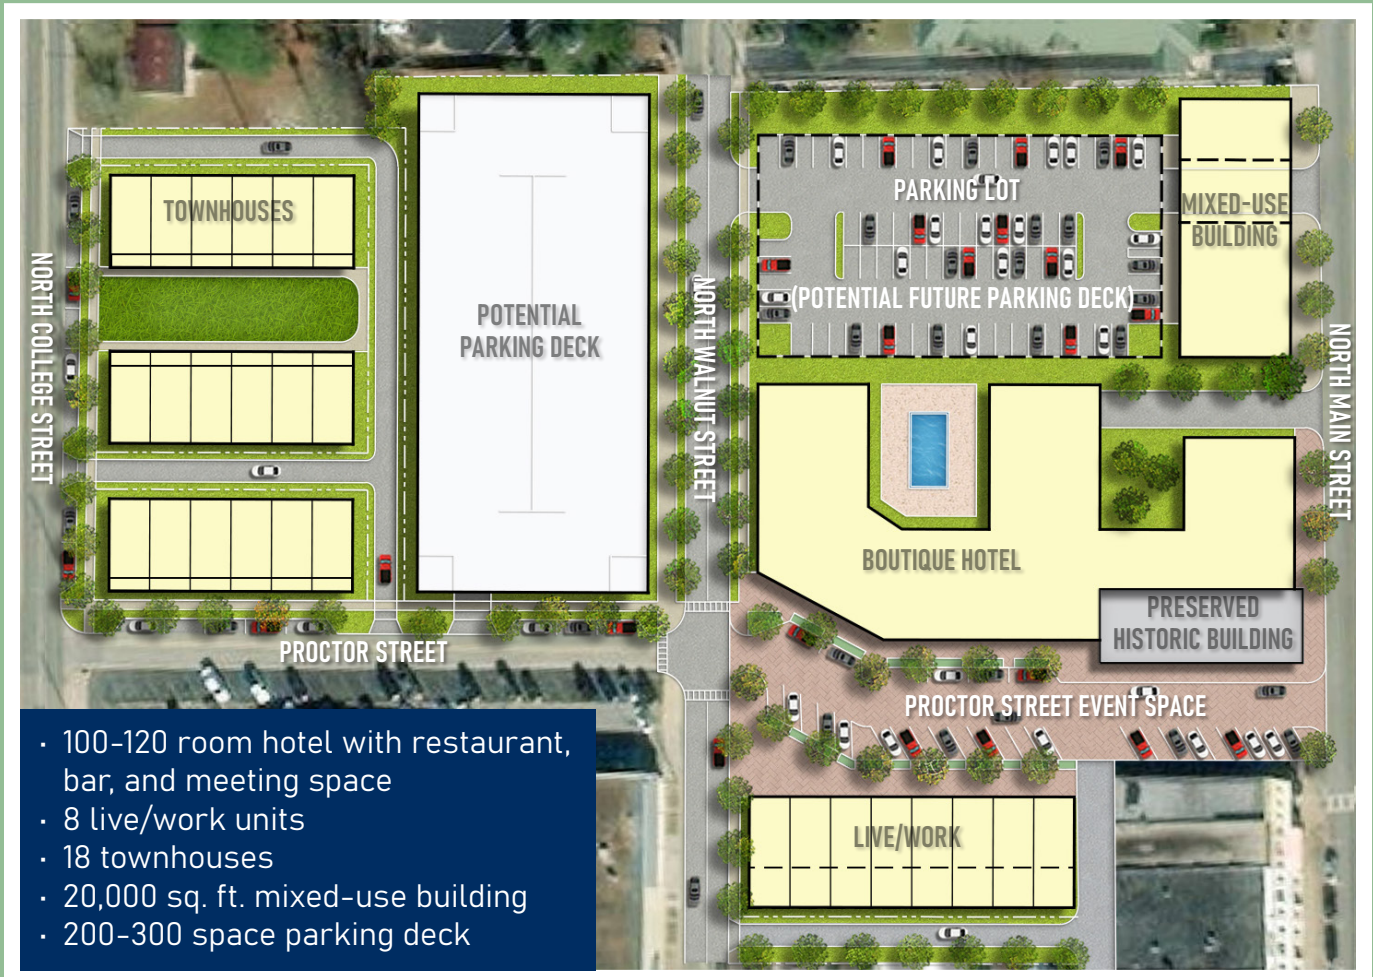 TOWNHOUSES
NORTH COLLEGE STREET
POTENTIAL
PARKING DECK
NORTH WALNUT STREET
PARKING LOT
(POTENTIAL FUTURE PARKING DECK)
MIXED-USE
BUILDING
NORTH MAIN STREET
BOUTIQUE HOTEL
PRESERVED
HISTORIC BUILDING
PROCTOR STREET
PROCTOR STREET EVENT SPACE
LIVE/WORK
· 100-120 room hotel with restaurant,
bar, and meeting space
· 8 live/work units
· 18 townhouses
· 20,000 sq. ft. mixed-use building
· 200-300 space parking deck